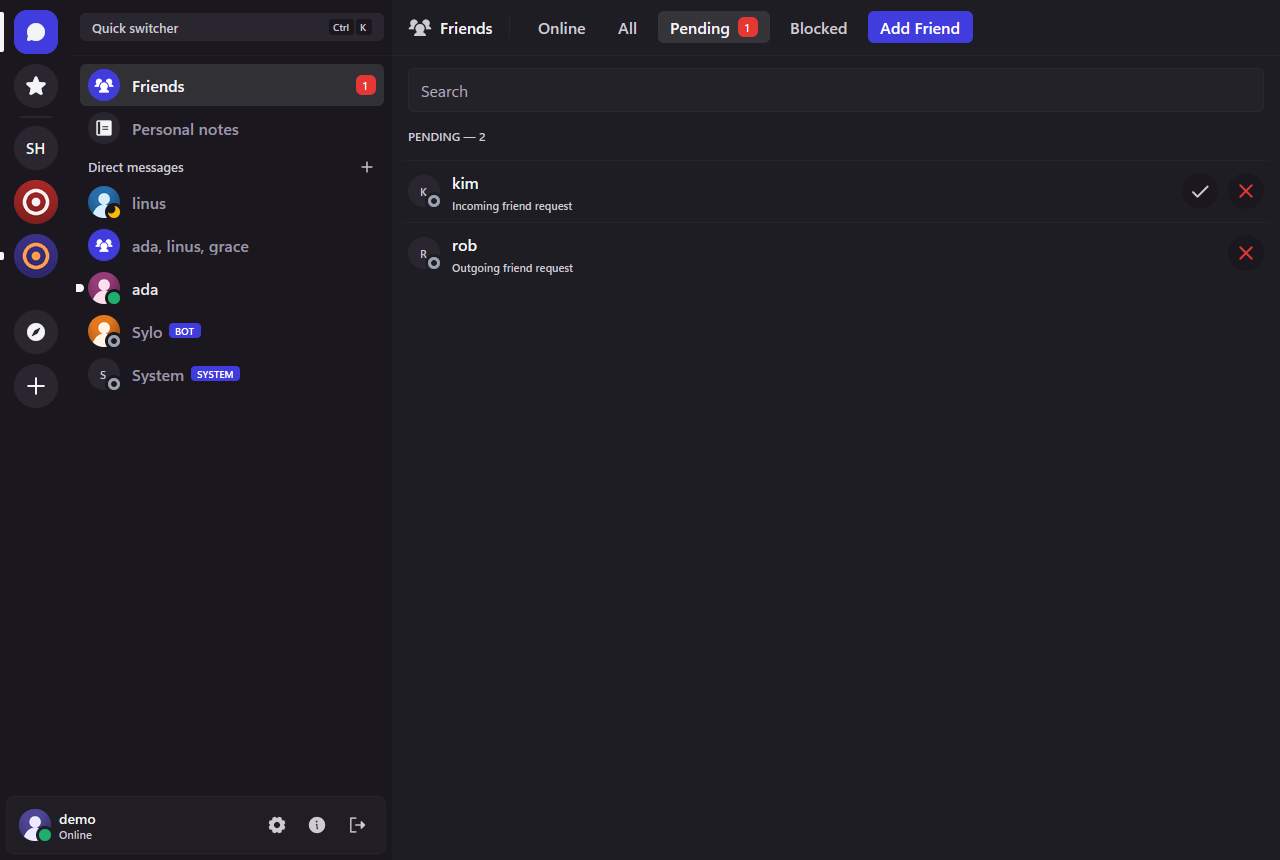 Quick switcher Ctrl K
Friends Online All Pending 1 Blocked Add Friend
SH
Friends 1
Personal notes
Direct messages
linus
ada, linus, grace
ada
Sylo BOT
S System SYSTEM
Search
PENDING — 2
K kim
Incoming friend request
R rob
Outgoing friend request
demo
Online